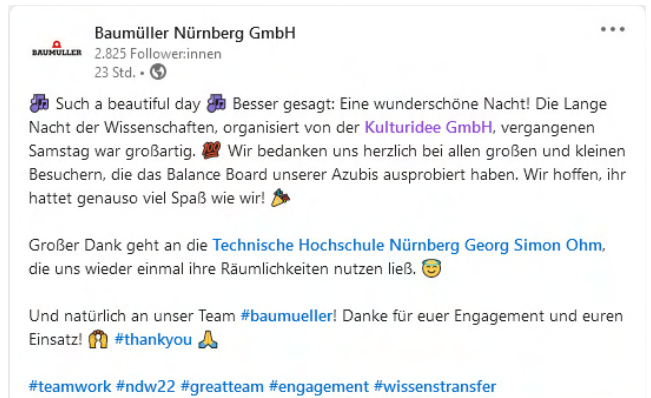 BAUMÜLLER
Baumüller Nürnberg GmbH
2.825 Follower:innen
23 Std. •
🎶 Such a beautiful day 🎶 Besser gesagt: Eine wunderschöne Nacht! Die Lange
Nacht der Wissenschaften, organisiert von der Kulturidee GmbH, vergangenen
Samstag war großartig. 💯 Wir bedanken uns herzlich bei allen großen und kleinen
Besuchern, die das Balance Board unserer Azubis ausprobiert haben. Wir hoffen, ihr
hattet genauso viel Spaß wie wir! 🎉
Großer Dank geht an die Technische Hochschule Nürnberg Georg Simon Ohm,
die uns wieder einmal ihre Räumlichkeiten nutzen ließ. 😇
Und natürlich an unser Team #baumueller! Danke für euer Engagement und euren
Einsatz! 🙌 #thankyou 🙏
#teamwork #ndw22 #greatteam #engagement #wissenstransfer